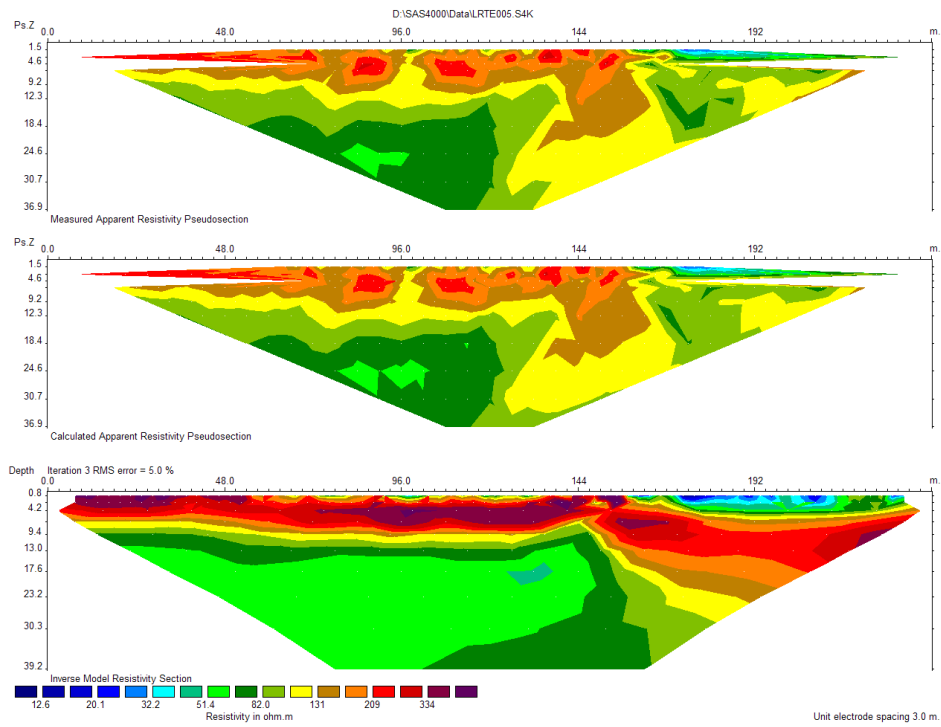 D:\SAS4000\Data\LRTE005.S4K
Ps.Z 0.0 48.0 96.0 144 192 m.
1.5
4.6
9.2
12.3
18.4
24.6
30.7
36.9
Measured Apparent Resistivity Pseudosection
Ps.Z 0.0 48.0 96.0 144 192 m.
1.5
4.6
9.2
12.3
18.4
24.6
30.7
36.9
Calculated Apparent Resistivity Pseudosection
Depth Iteration 3 RMS error = 5.0 %
0.0 48.0 96.0 144 192 m.
0.8
4.2
9.4
13.0
17.6
23.2
30.3
39.2
Inverse Model Resistivity Section
12.6 20.1 32.2 51.4 82.0 131 209 334
Resistivity in ohm.m
Unit electrode spacing 3.0 m.